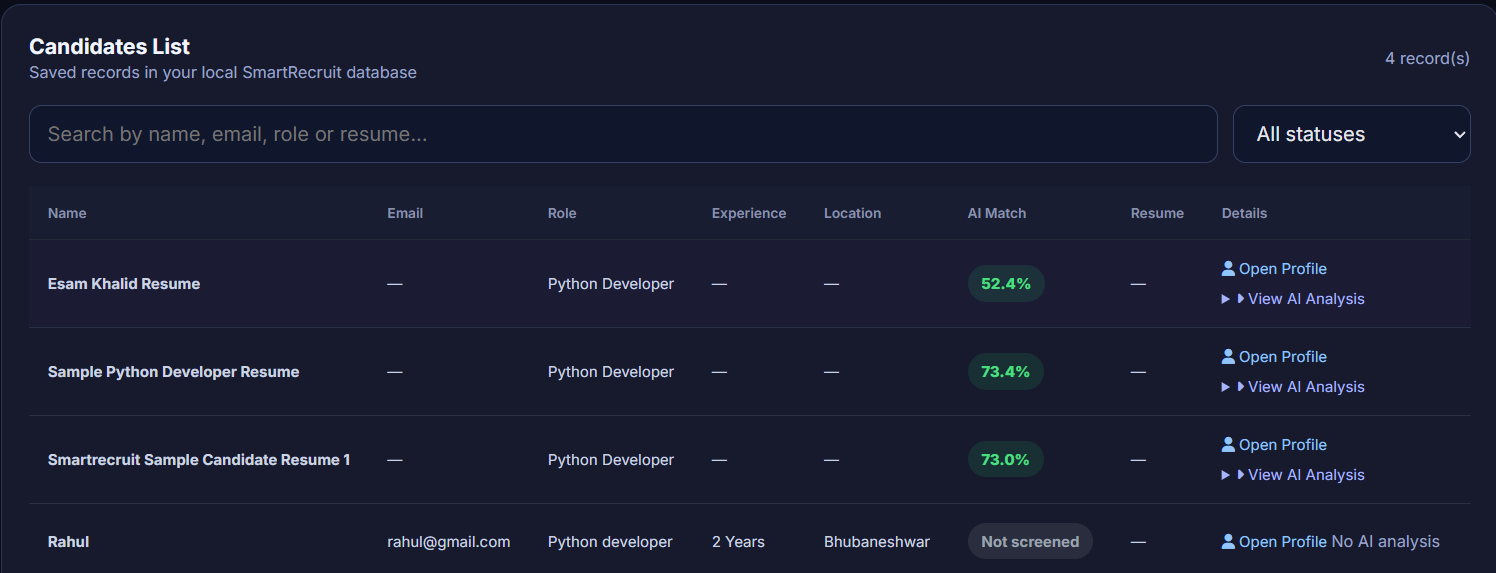 Candidates List
Saved records in your local SmartRecruit database
4 record(s)
Search by name, email, role or resume...
All statuses
Name Email Role Experience Location AI Match Resume Details
Esam Khalid Resume — Python Developer — — 52.4% — Open Profile
View AI Analysis
Sample Python Developer Resume — Python Developer — — 73.4% — Open Profile
View AI Analysis
Smartrecruit Sample Candidate Resume 1 — Python Developer — — 73.0% — Open Profile
View AI Analysis
Rahul rahul@gmail.com Python developer 2 Years Bhubaneshwar Not screened — Open Profile No AI analysis